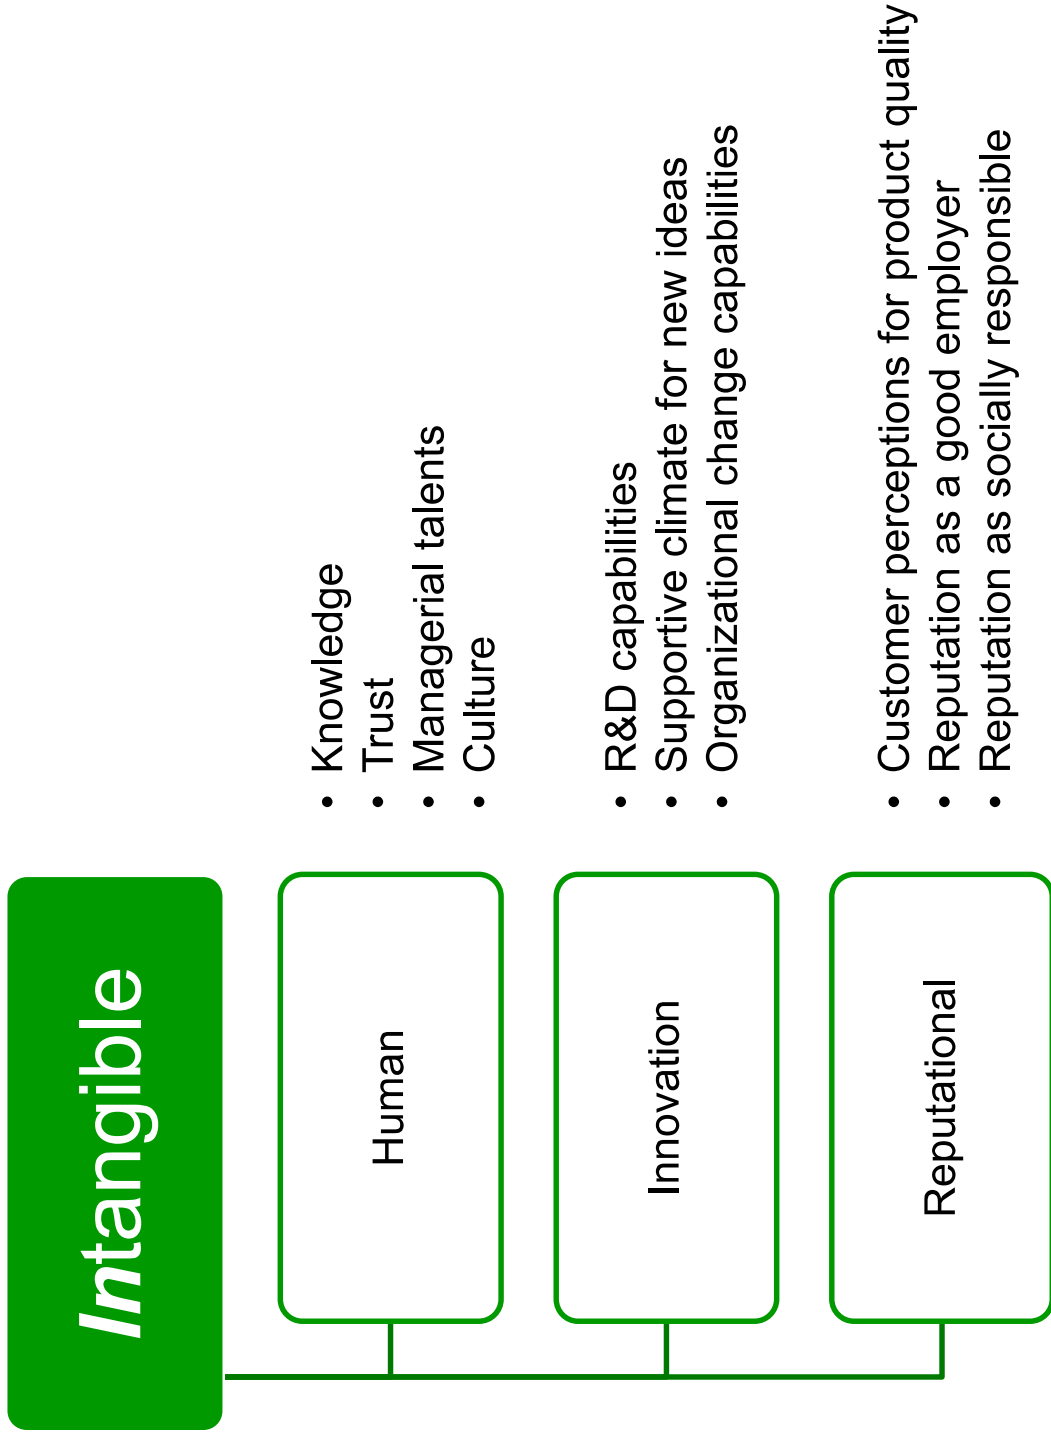 Intangible
Human
• Knowledge
• Trust
• Managerial talents
• Culture
Innovation
• R&D capabilities
• Supportive climate for new ideas
• Organizational change capabilities
Reputational
• Customer perceptions for product quality
• Reputation as a good employer
• Reputation as socially responsible